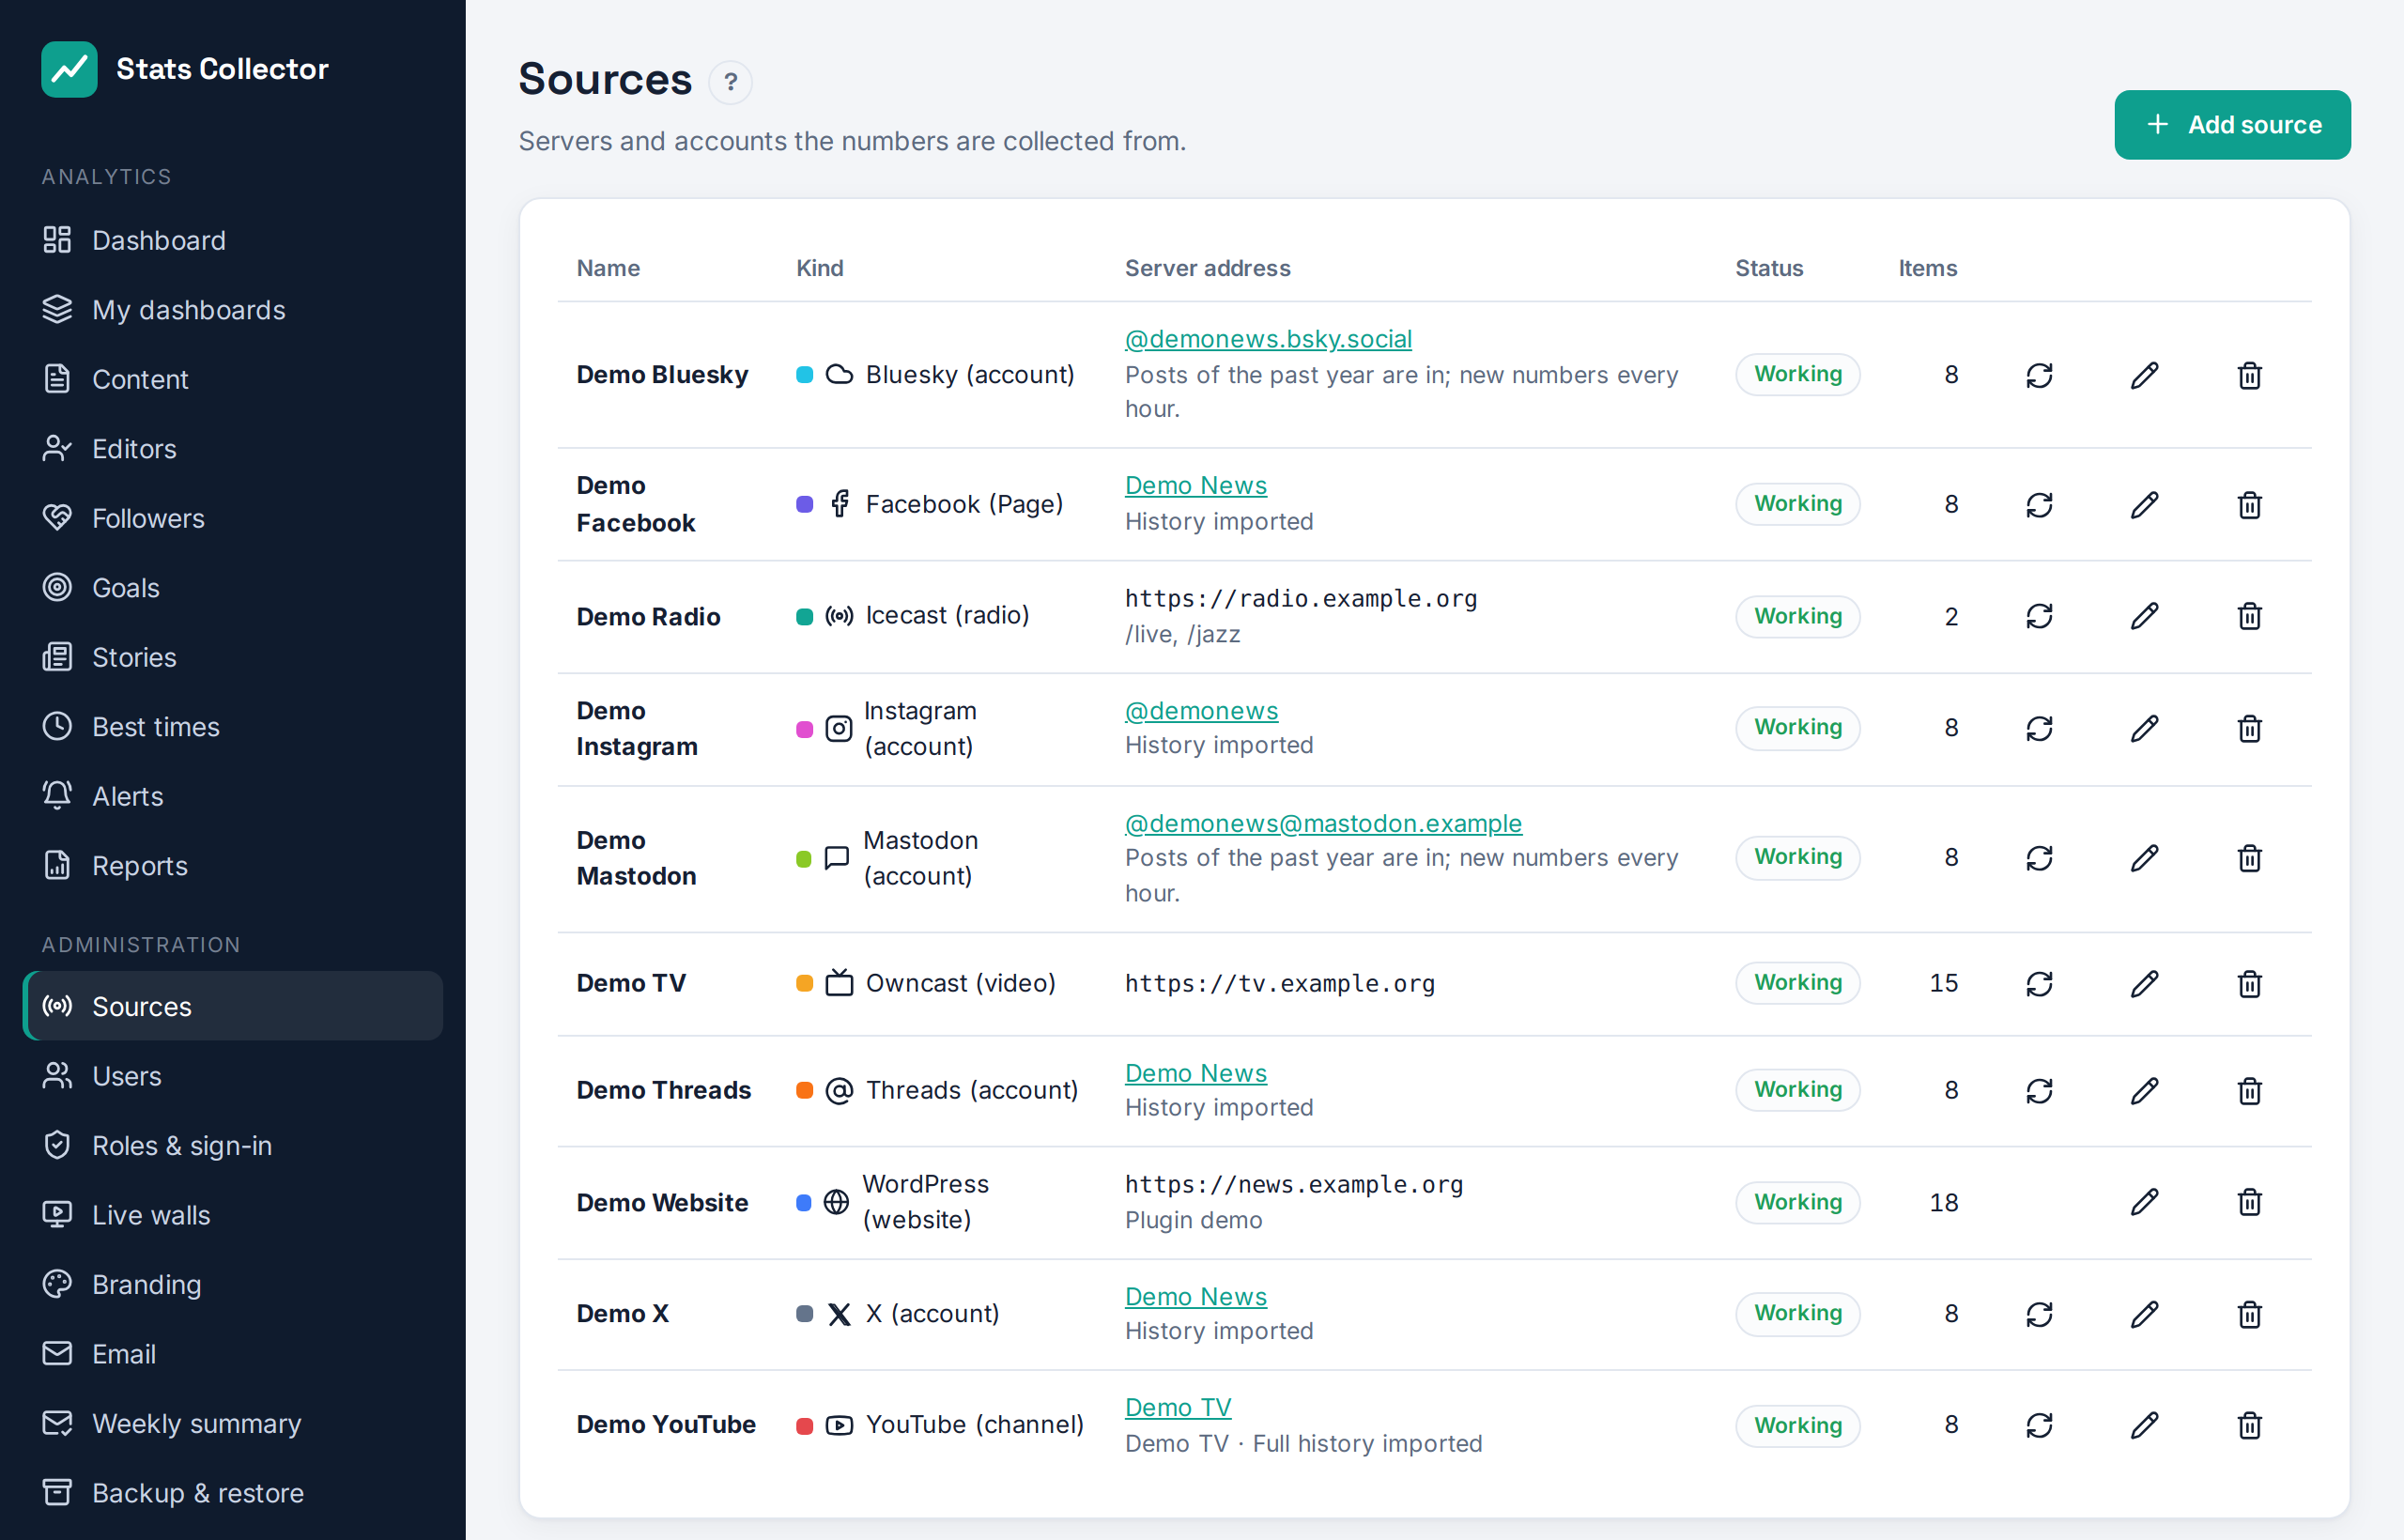 Stats Collector
ANALYTICS
Dashboard
My dashboards
Content
Editors
Followers
Goals
Stories
Best times
Alerts
Reports
ADMINISTRATION
Sources
Users
Roles & sign-in
Live walls
Branding
Email
Weekly summary
Backup & restore
Sources ?
Servers and accounts the numbers are collected from.
+ Add source
Name Kind Server address Status Items
Demo Bluesky Bluesky (account) @demonews.bsky.social
Posts of the past year are in; new numbers every
hour. Working 8
Demo
Facebook Facebook (Page) Demo News
History imported Working 8
Demo Radio Icecast (radio) https://radio.example.org
/live, /jazz Working 2
Demo
Instagram Instagram
(account) @demonews
History imported Working 8
Demo
Mastodon Mastodon
(account) @demonews@mastodon.example
Posts of the past year are in; new numbers every
hour. Working 8
Demo TV Owncast (video) https://tv.example.org Working 15
Demo Threads Threads (account) Demo News
History imported Working 8
Demo Website WordPress
(website) https://news.example.org
Plugin demo Working 18
Demo X X (account) Demo News
History imported Working 8
Demo YouTube YouTube (channel) Demo TV
Demo TV · Full history imported Working 8